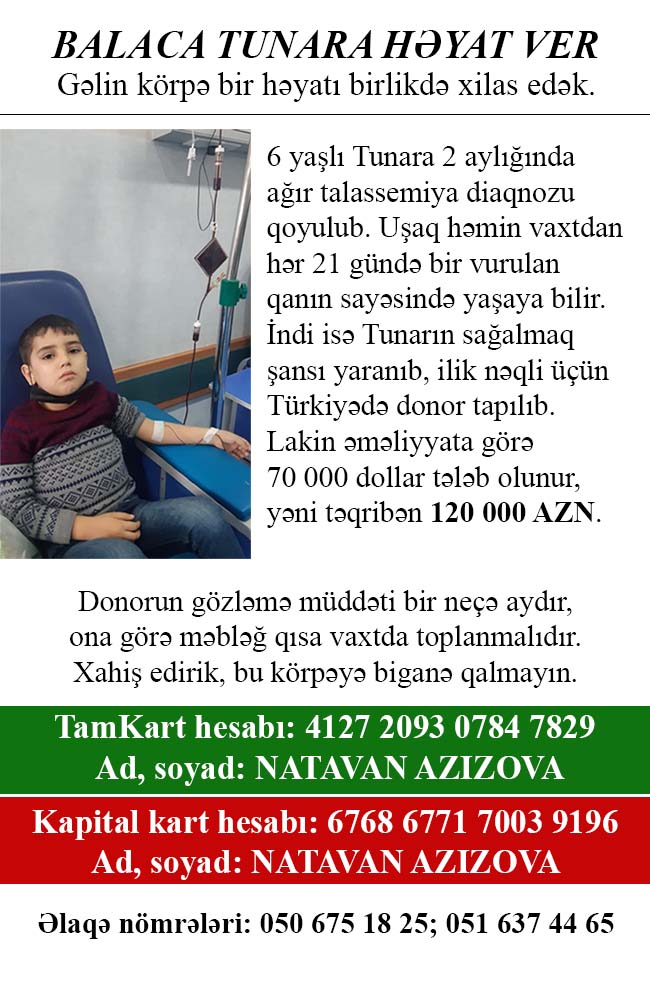 BALACA TUNARA HƏYAT VER
Gəlin körpə bir həyatı birlikdə xilas edək.
6 yaşlı Tunara 2 aylığında
ağır talassemiya diaqnozu
qoyulub. Uşaq həmin vaxtdan
hər 21 gündə bir vurulan
qanın sayəsində yaşaya bilir.
İndi isə Tunarın sağalmaq
şansı yaranıb, ilik nəqli üçün
Türkiyədə donor tapılıb.
Lakin əməliyyata görə
70 000 dollar tələb olunur,
yəni təqribən 120 000 AZN.
Donorun gözləmə müddəti bir neçə aydır,
ona görə məbləğ qısa vaxtda toplanmalıdır.
Xahiş edirik, bu körpəyə biganə qalmayın.
TamKart hesabı: 4127 2093 0784 7829
Ad, soyad: NATAVAN AZIZOVA
Kapital kart hesabı: 6768 6771 7003 9196
Ad, soyad: NATAVAN AZIZOVA
Əlaqə nömrələri: 050 675 18 25; 051 637 44 65